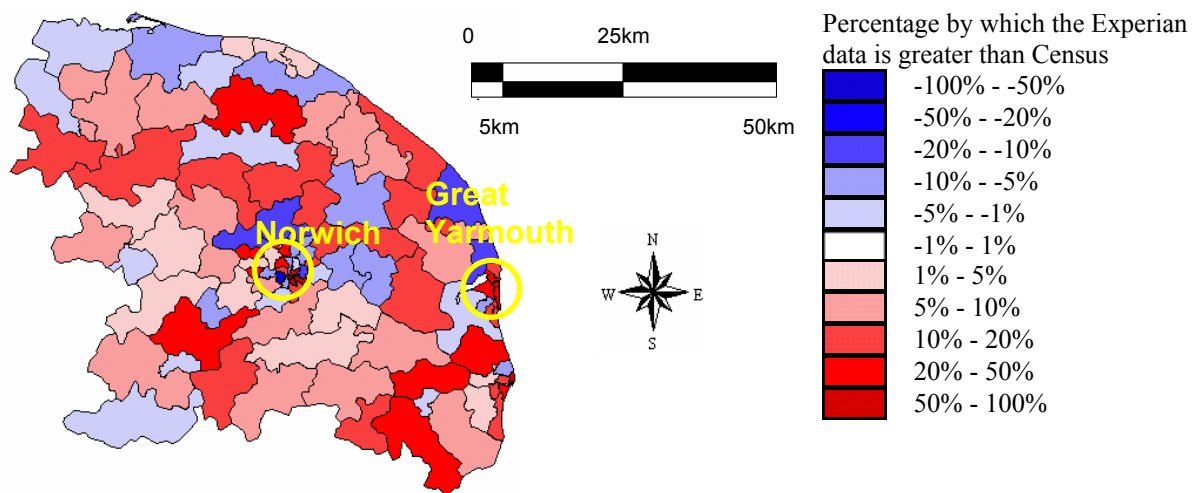 0 25km
5km 50km
Great
Yarmouth
Norwich
N
W E
S
Percentage by which the Experian
data is greater than Census
-100% - -50%
-50% - -20%
-20% - -10%
-10% - -5%
-5% - -1%
-1% - 1%
1% - 5%
5% - 10%
10% - 20%
20% - 50%
50% - 100%